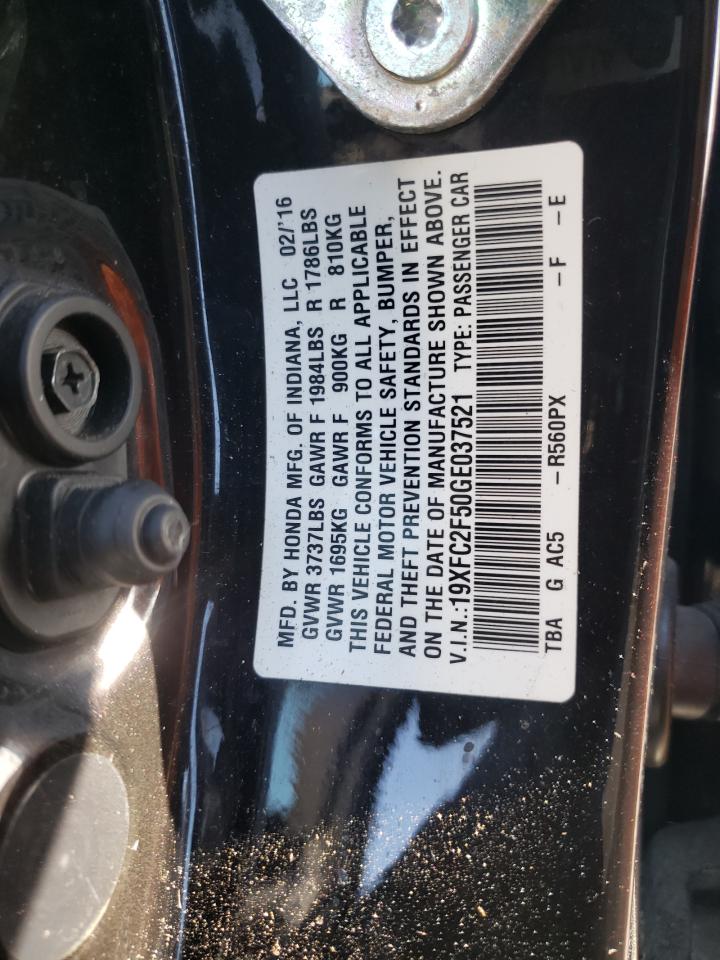 MFD. BY HONDA MFG. OF INDIANA, LLC 02/'16
GVWR 3737LBS GAWR F 1984LBS R 1786LBS
GVWR 1695KG GAWR F 900KG R 810KG
THIS VEHICLE CONFORMS TO ALL APPLICABLE
FEDERAL MOTOR VEHICLE SAFETY, BUMPER,
AND THEFT PREVENTION STANDARDS IN EFFECT
ON THE DATE OF MANUFACTURE SHOWN ABOVE.
V.I.N.:19XFC2F50GE037521 TYPE: PASSENGER CAR
TBA G AC5 -R560PX -F -E